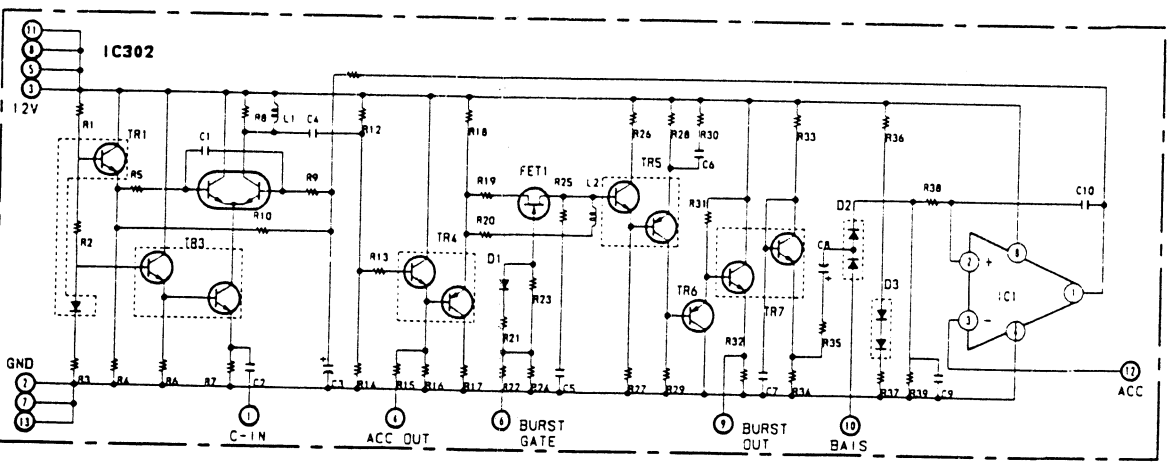 11
8
IC302
5
3
12V
R1
TR1
C1
R8
L1
C4
R12
R18
R26
R28
R30
R33
R36
C6
TR5
FET1
R5
R9
R19
R25
L2
R10
R20
R31
D2
R38
C10
R2
TR3
TR4
R13
D1
R23
C8
TR6
TR7
D3
2
+
8
IC1
1
3
-
R21
R32
R35
GND
2
7
13
R3
R4
R6
R7
C2
C3
R14
R15
R16
R17
R22
R24
C5
R27
R29
C7
R34
R37
R39
C9
12
ACC
1
C-IN
ACC OUT
BURST
GATE
9
BURST
OUT
10
BAIS